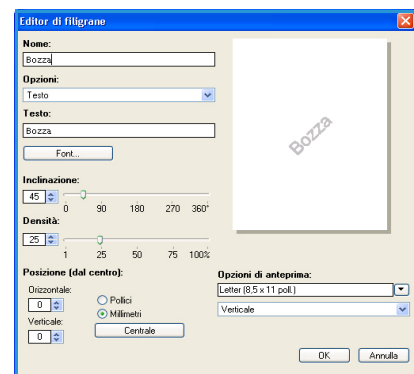 Editor di filigrane
Nome:
Bozza
Opzioni:
Testo
Testo:
Bozza
Font...
Inclinazione:
45
0 90 180 270 360°
Densità:
25
1 25 50 75 100%
Posizione (dal centro):
Orizzontale:
0
Pollici
Millimetri
Verticale:
0
Centrale
Bozza
Opzioni di anteprima:
Letter (8,5 x 11 poll.)
Verticale
OK Annulla